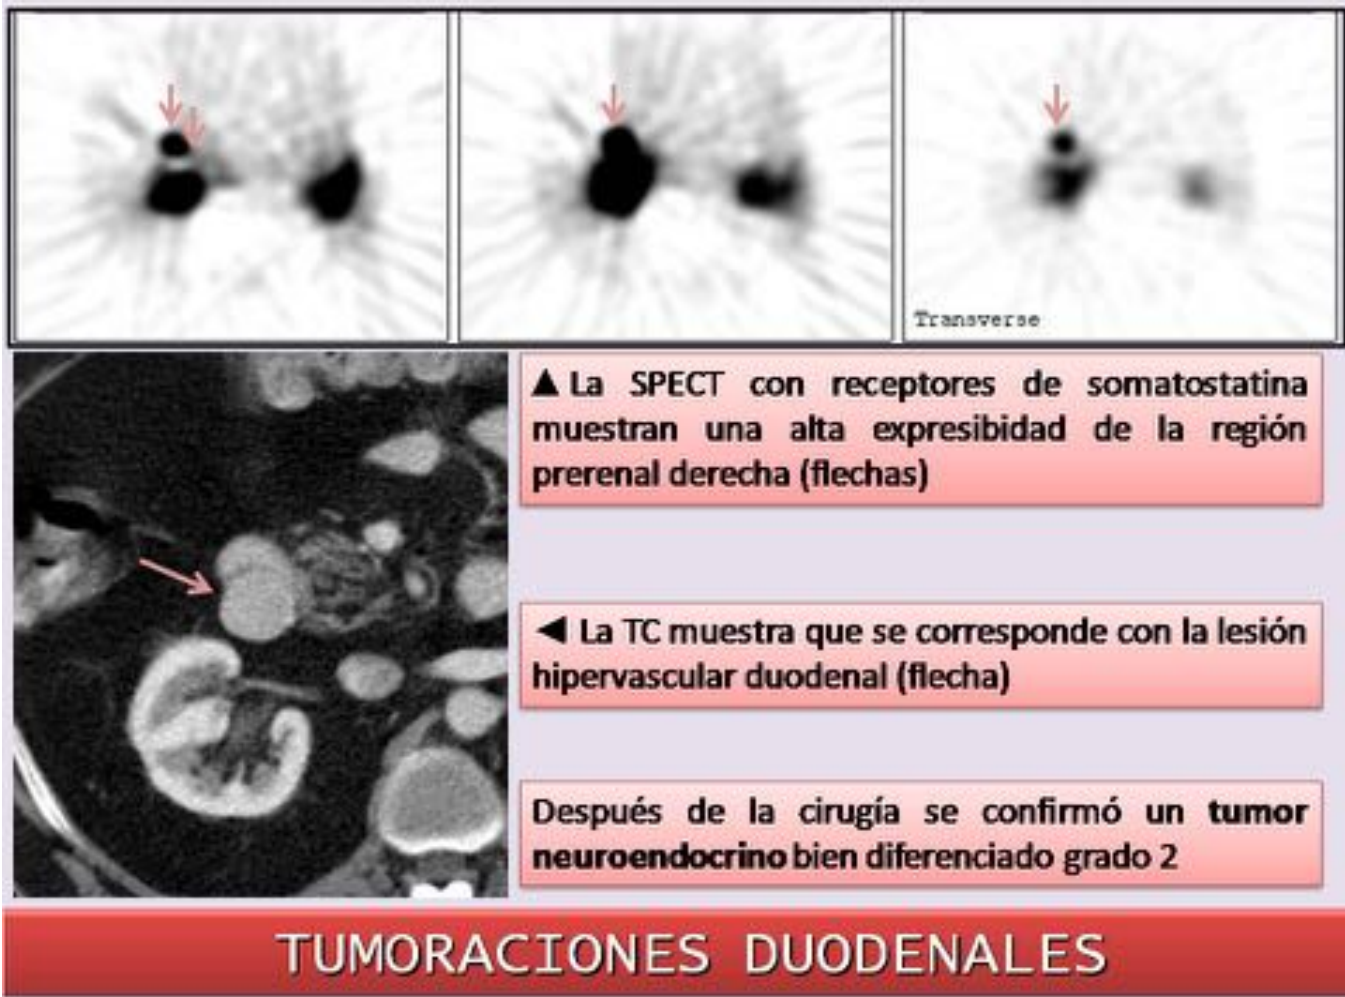 Transverse
▲ La SPECT con receptores de somatostatina
muestran una alta expresibidad de la región
prerenal derecha (flechas)
◄ La TC muestra que se corresponde con la lesión
hipervascular duodenal (flecha)
Después de la cirugía se confirmó un tumor
neuroendocrino bien diferenciado grado 2
TUMORACIONES DUODENALES